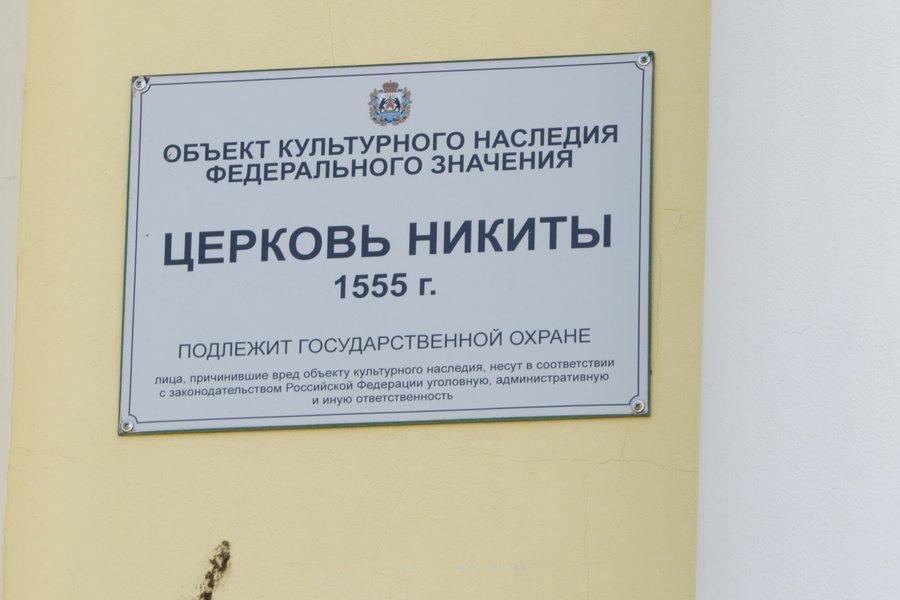 ОБЪЕКТ КУЛЬТУРНОГО НАСЛЕДИЯ
ФЕДЕРАЛЬНОГО ЗНАЧЕНИЯ
ЦЕРКОВЬ НИКИТЫ
1555 г.
ПОДЛЕЖИТ ГОСУДАРСТВЕННОЙ ОХРАНЕ
лица, причинившие вред объекту культурного наследия, несут в соответствии
с законодательством Российской Федерации уголовную, административную
и иную ответственность